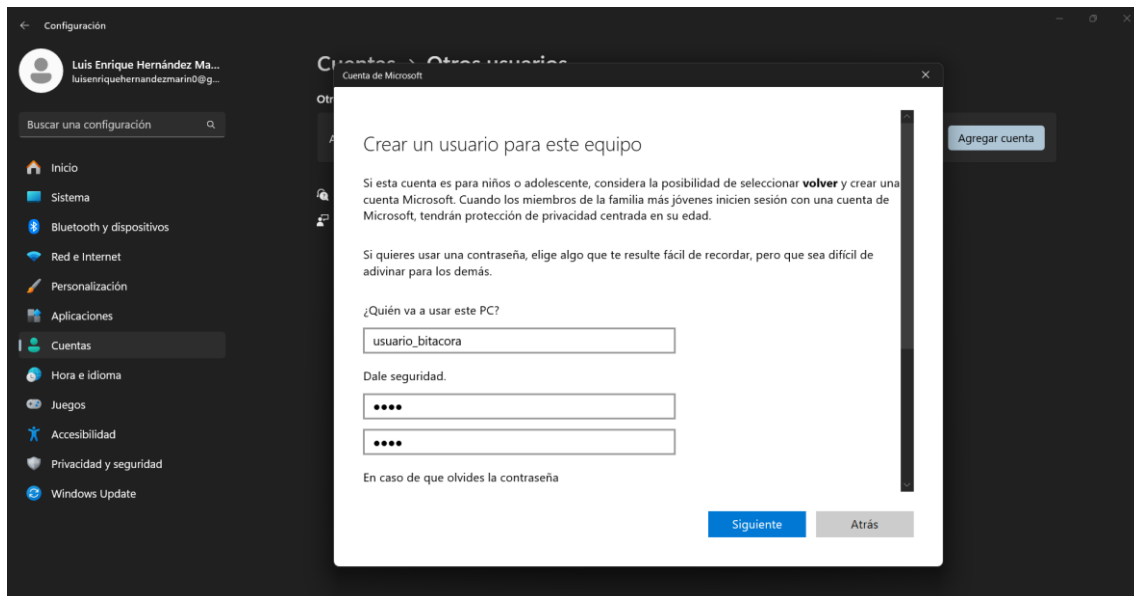 Configuración
Luis Enrique Hernández Ma...
luisenriquehernandezmarin0@g...
Buscar una configuración
Inicio
Sistema
Bluetooth y dispositivos
Red e Internet
Personalización
Aplicaciones
Cuentas
Hora e idioma
Juegos
Accesibilidad
Privacidad y seguridad
Windows Update
Cuentas > Otros usuarios
Otr
A
Agregar cuenta
Cuenta de Microsoft
Crear un usuario para este equipo
Si esta cuenta es para niños o adolescente, considera la posibilidad de seleccionar volver y crear una
cuenta Microsoft. Cuando los miembros de la familia más jóvenes inicien sesión con una cuenta de
Microsoft, tendrán protección de privacidad centrada en su edad.
Si quieres usar una contraseña, elige algo que te resulte fácil de recordar, pero que sea difícil de
adivinar para los demás.
¿Quién va a usar este PC?
usuario_bitacora
Dale seguridad.
●●●●
●●●●
En caso de que olvides la contraseña
Siguiente
Atrás